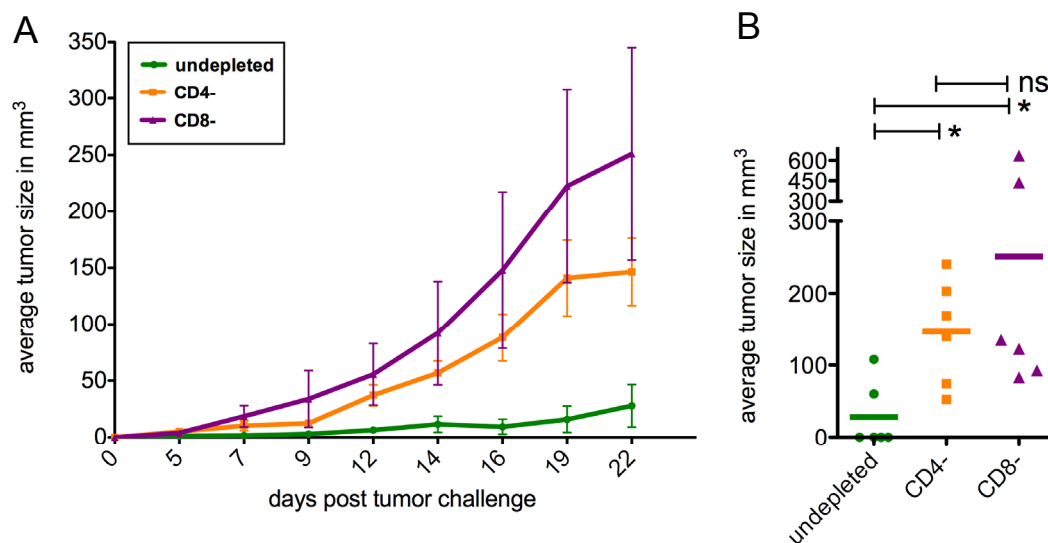 A
average tumor size in mm3
350
300
250
200
150
100
50
0
undepleted
CD4-
CD8-
0
5
7
9
12
14
16
19
22
days post tumor challenge
B
ns
*
*
average tumor size in mm3
600
450
300
300
200
100
0
undepleted
CD4-
CD8-